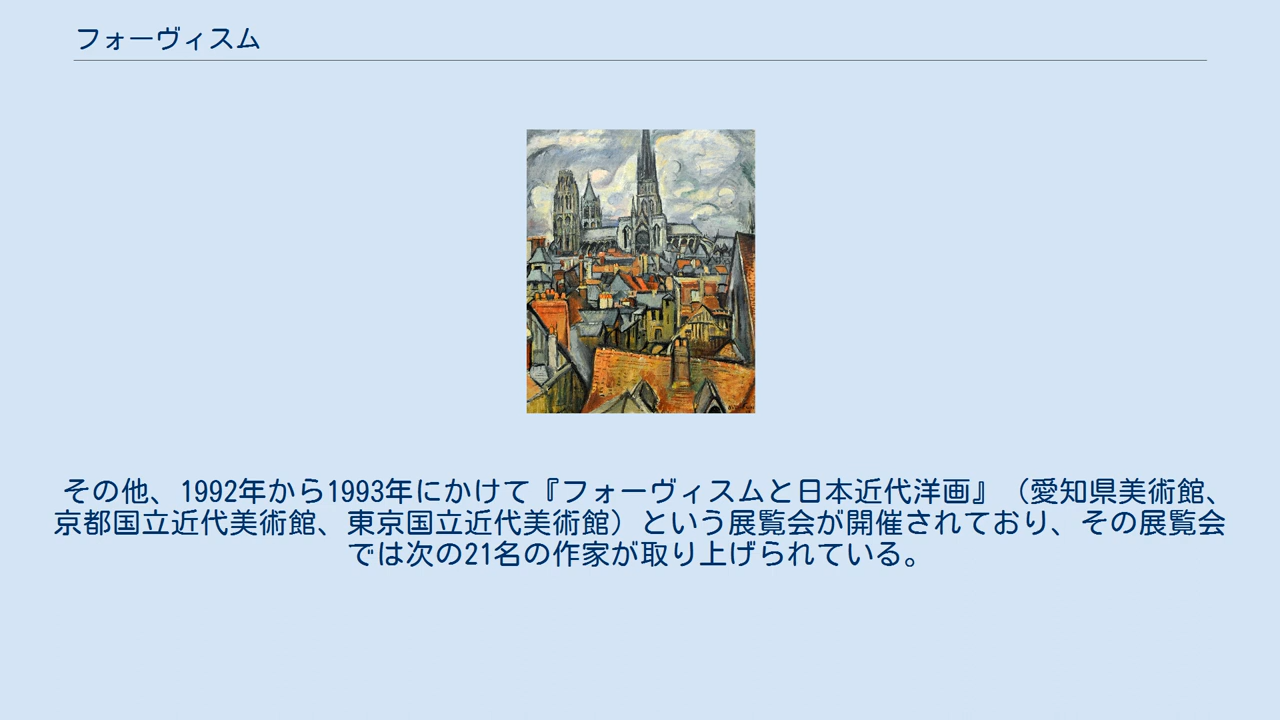 フォーヴィスム
その他、1992年から1993年にかけて『フォーヴィスムと日本近代洋画』（愛知県美術館、
京都国立近代美術館、東京国立近代美術館）という展覧会が開催されており、その展覧会
では次の21名の作家が取り上げられている。